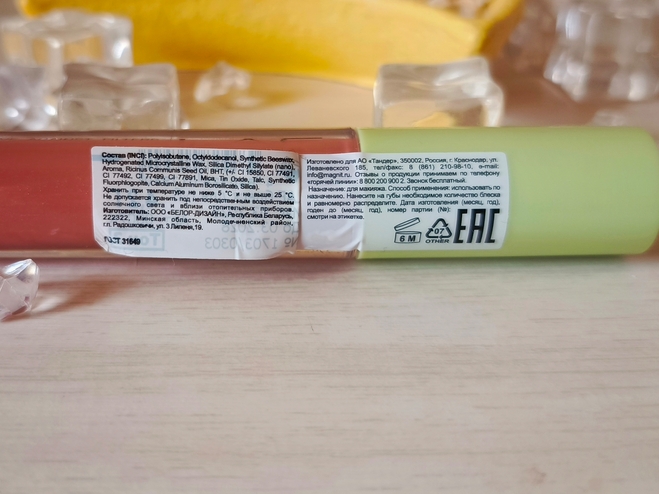 Состав (INCI): Polyisobutene, Octyldodecanol, Synthetic Beeswax,
Hydrogenated Microcrystalline Wax, Silica Dimethyl Silylate (nano),
Aroma, Ricinus Communis Seed Oil, BHT, (+/- CI 15850, CI 77491,
CI 77492, CI 77499, CI 77891, Mica, Tin Oxide, Talc, Synthetic
Fluorphlogopite, Calcium Aluminum Borosilicate, Silica).
Хранить при температуре не ниже 5 °С и не выше 25 °С.
Не допускается хранить под непосредственным воздействием
солнечного света и вблизи отопительных приборов.
Изготовитель: ООО «БЕЛОР-ДИЗАЙН», Республика Беларусь,
222322, Минская область, Молодечненский район,
г.п. Радошковичи, ул. З.Лиленя, 19.
ГОСТ 31649
Изготовлено для АО «Тандер», 350002, Россия, г. Краснодар, ул.
Леваневского 185, тел/факс: 8 (861) 210-98-10, e-mail:
info@magnit.ru. Отзывы о продукции принимаем по телефону
«горячей линии»: 8 800 200 900 2. Звонок бесплатный.
Назначение: для макияжа. Способ применения: использовать по
назначению. Нанесите на губы необходимое количество блеска
и равномерно распределите. Дата изготовления (месяц, год),
годен до (месяц, год), номер партии (№):
смотри на этикетке.
6 M
07
OTHER
EAC